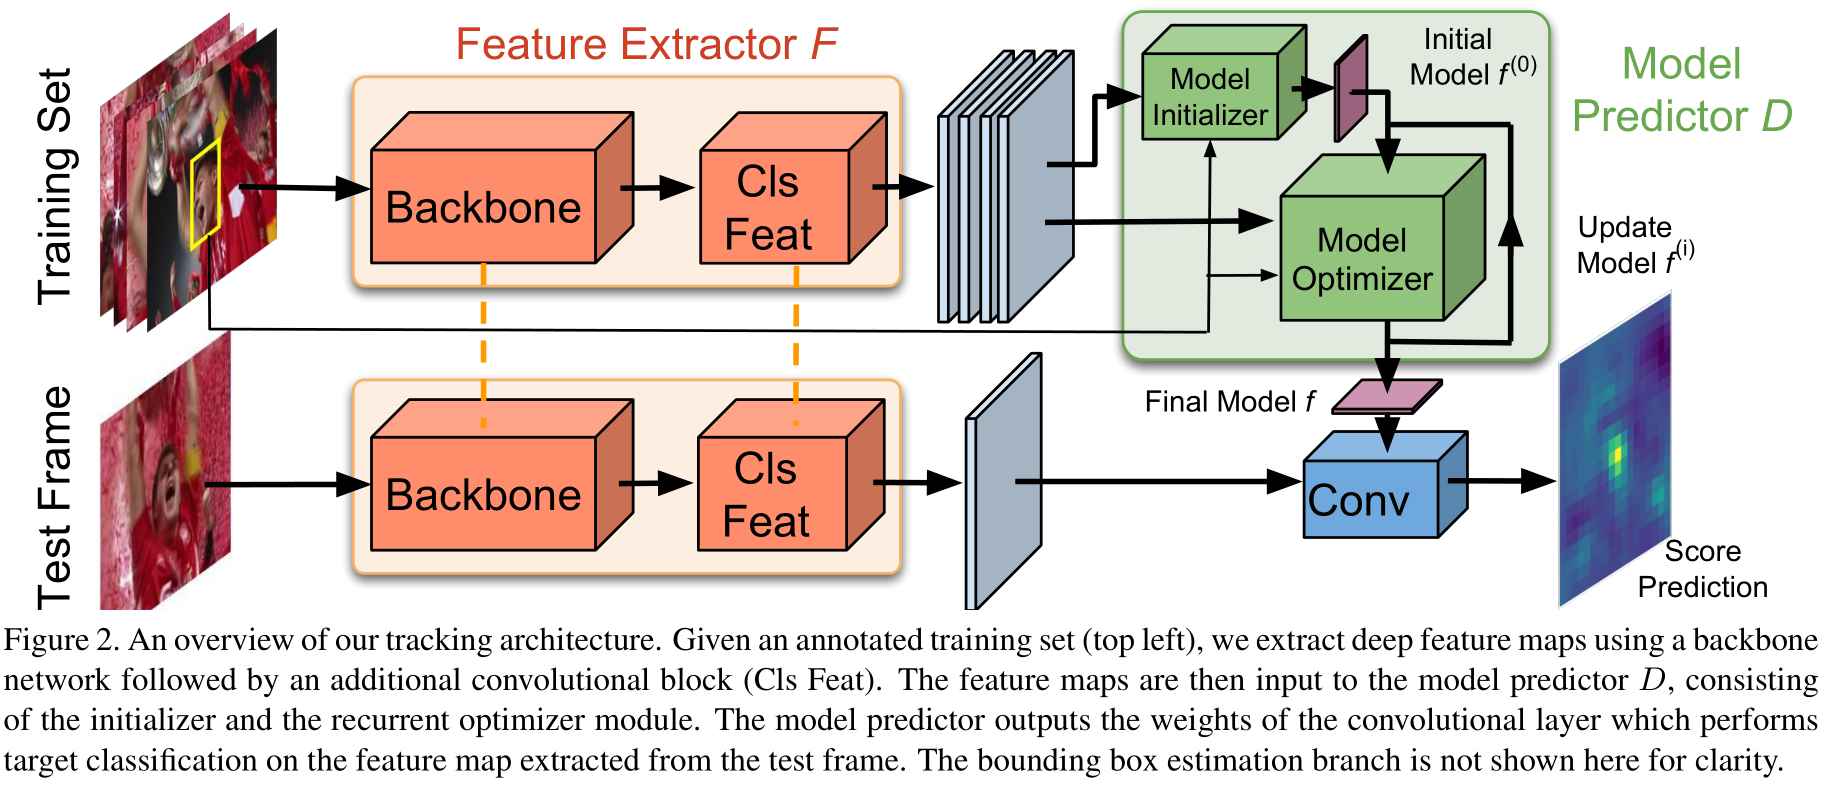 Feature Extractor F
Training Set
Backbone
Cls
Feat
Model
Initializer
Initial
Model f^(0)
Model
Predictor D
Model
Optimizer
Update
Model f^(i)
Test Frame
Backbone
Cls
Feat
Final Model f
Conv
Score
Prediction
Figure 2. An overview of our tracking architecture. Given an annotated training set (top left), we extract deep feature maps using a backbone
network followed by an additional convolutional block (Cls Feat). The feature maps are then input to the model predictor D, consisting
of the initializer and the recurrent optimizer module. The model predictor outputs the weights of the convolutional layer which performs
target classification on the feature map extracted from the test frame. The bounding box estimation branch is not shown here for clarity.